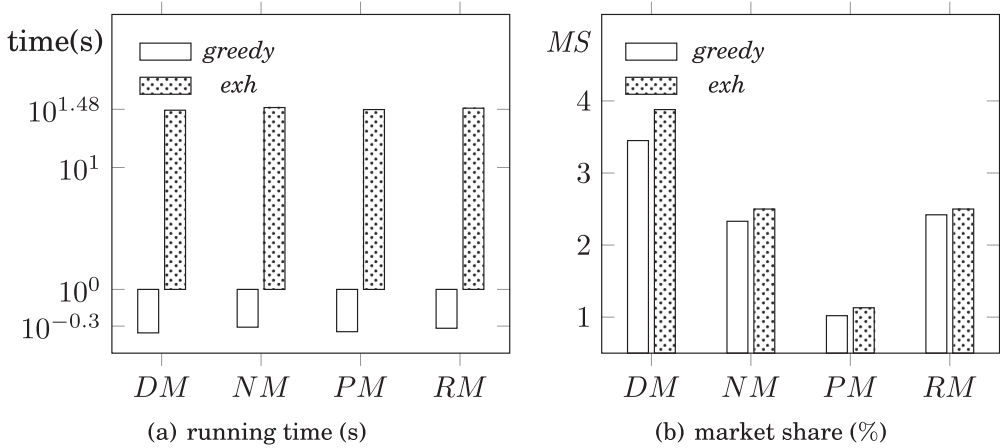 time(s)
greedy
exh
10^1.48
10^1
10^0
10^−0.3
DM NM PM RM
(a) running time (s)
MS
greedy
exh
4
3
2
1
DM NM PM RM
(b) market share (%)